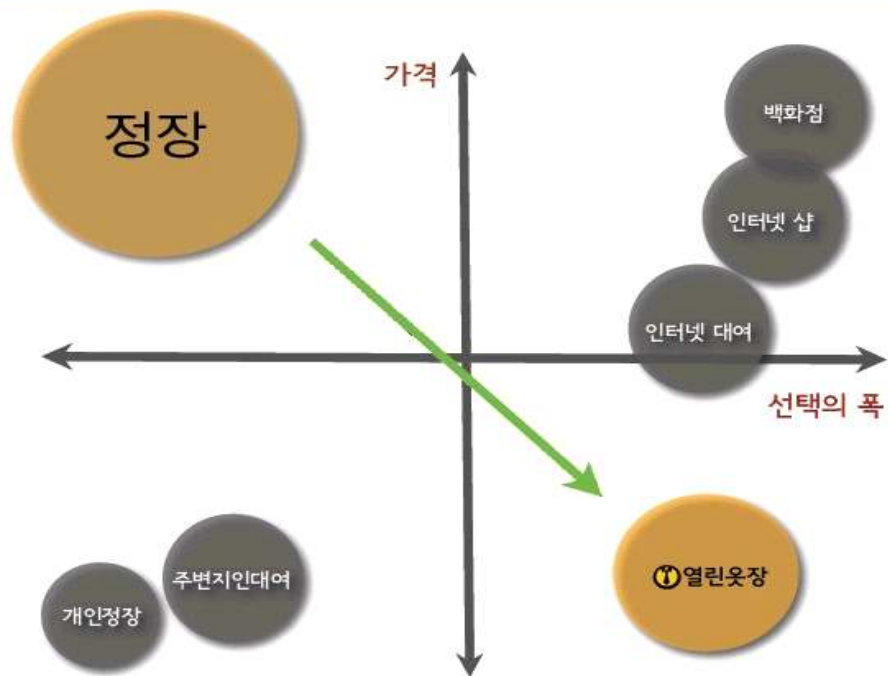 가격
백화점
정장
인터넷 샵
인터넷 대여
선택의 폭
열린옷장
주변지인대여
개인정장